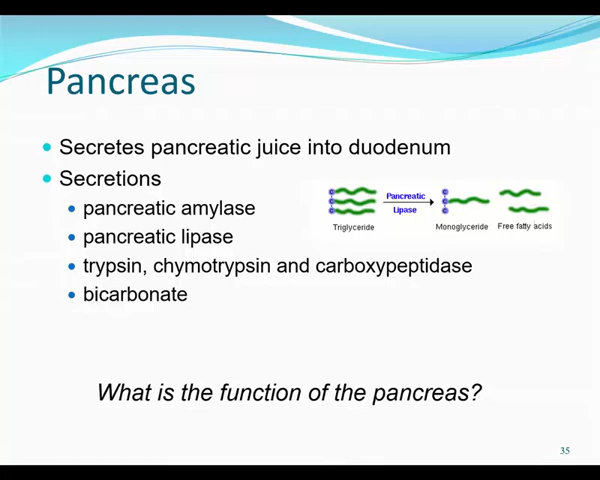 Pancreas
Secretes pancreatic juice into duodenum
Secretions
pancreatic amylase
pancreatic lipase
trypsin, chymotrypsin and carboxypeptidase
bicarbonate
Pancreatic
Lipase
Triglyceride
Monoglyceride
Free fatty acids
What is the function of the pancreas?
35